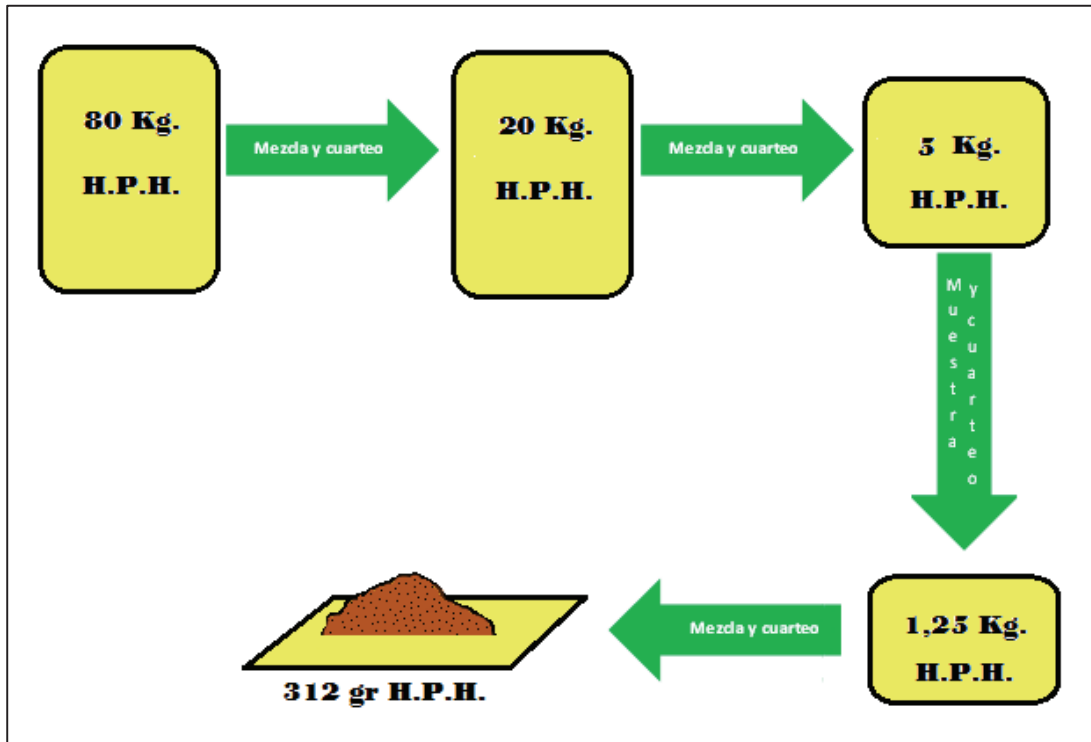 80 Kg.
H.P.H.
Mezcla y cuarteo
20 Kg.
H.P.H.
Mezcla y cuarteo
5 Kg.
H.P.H.
Muestra
y cuarteo
1,25 Kg.
H.P.H.
Mezcla y cuarteo
312 gr H.P.H.